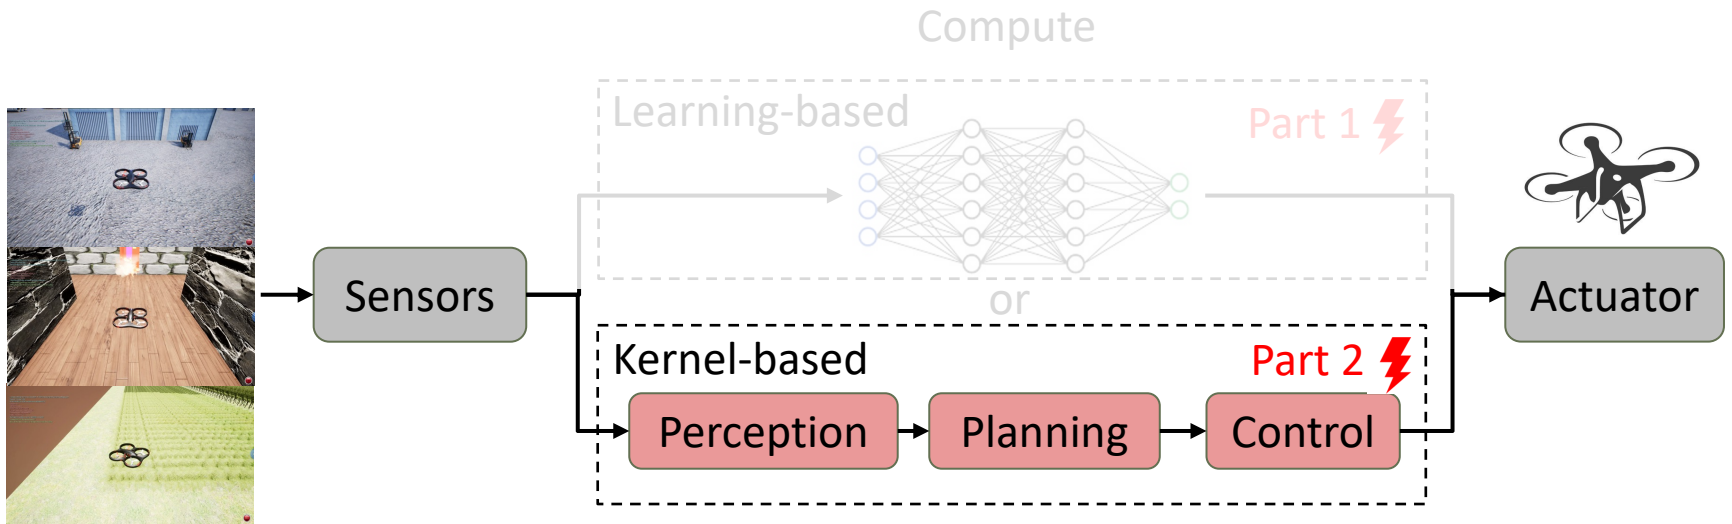 Compute
Learning-based
Part 1
Sensors
or
Actuator
Kernel-based
Part 2
Perception
Planning
Control